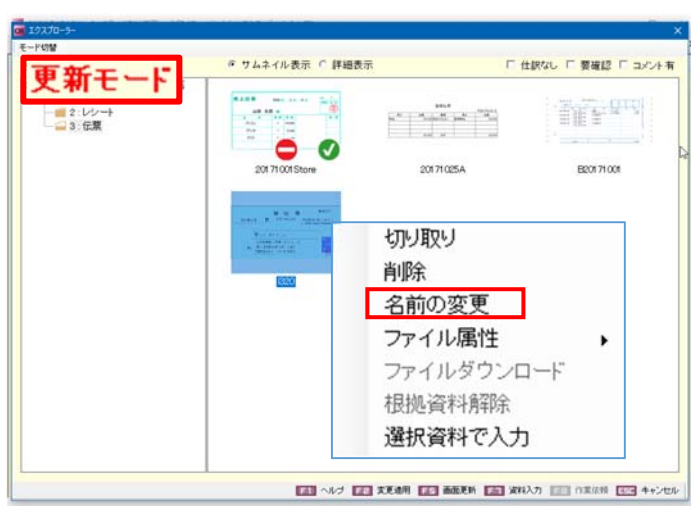 エクスプローラー
モード切替
更新モード
サムネイル表示 詳細表示 仕訳なし 要確認 コメント有
2:レシート
3:伝票
20171001Store 20171025A B20171001
切り取り
削除
名前の変更
ファイル属性
ファイルダウンロード
根拠資料解除
選択資料で入力
F1 ヘルプ 変更適用 F5 画面更新 資料入力 作業依頼 ESC キャンセル